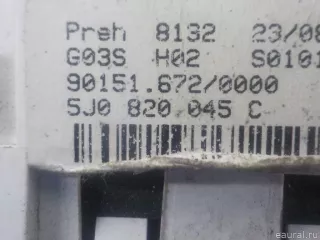 Preh 8132 23/08
G03S H02 S0101
90151.672/0000
5J0 820 045 C
eaural.ru